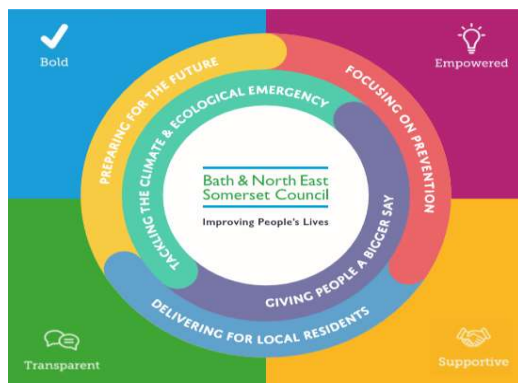 Bold
Empowered
PREPARING FOR THE FUTURE
FOCUSING ON PREVENTION
TACKLING THE CLIMATE & ECOLOGICAL EMERGENCY
Bath & North East
Somerset Council
Improving People's Lives
GIVING PEOPLE A BIGGER SAY
DELIVERING FOR LOCAL RESIDENTS
Transparent
Supportive